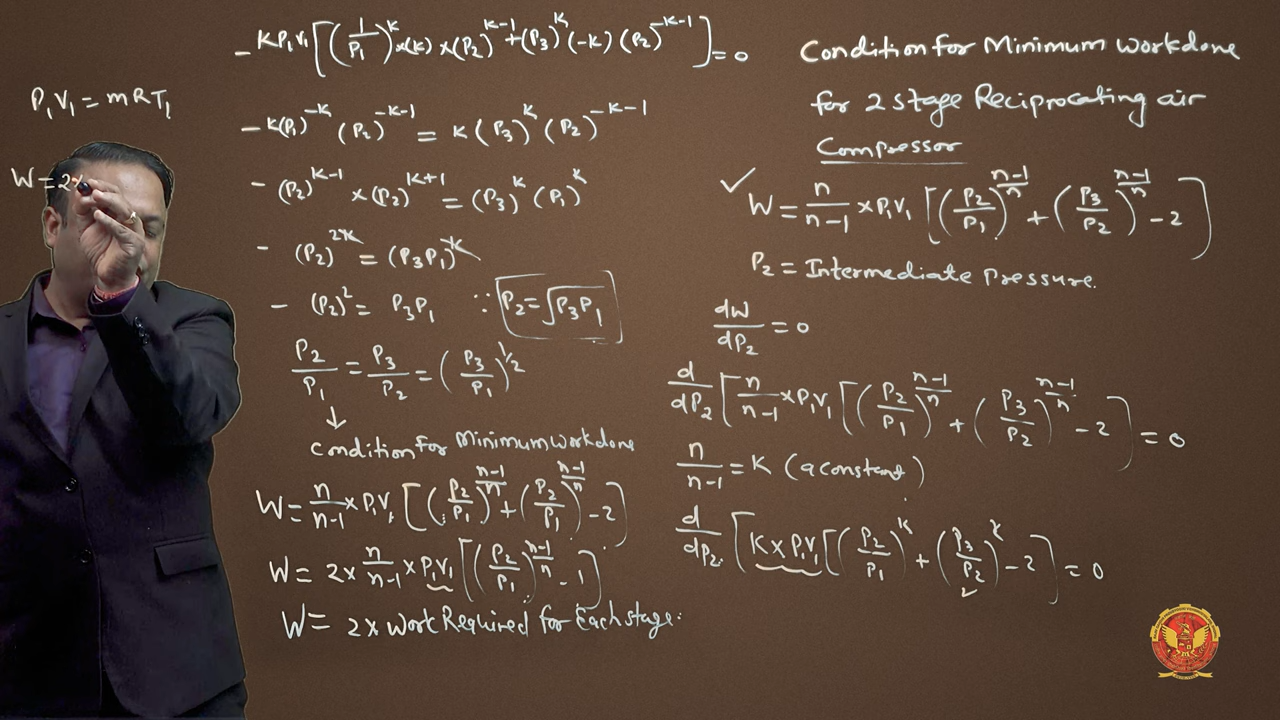 Condition for Minimum workdone
for 2 stage Reciprocating air
Compressor
✓ W = n/(n-1) × P₁V₁ [(P₂/P₁)^((n-1)/n) + (P₃/P₂)^((n-1)/n) - 2]
P₂ = Intermediate Pressure.
dW/dP₂ = 0
d/dP₂ [n/(n-1) × P₁V₁ [(P₂/P₁)^((n-1)/n) + (P₃/P₂)^((n-1)/n) - 2] = 0
n/(n-1) = K (a constant)
d/dP₂ [K × P₁V₁ [(P₂/P₁)^K + (P₃/P₂)^K - 2] = 0
- KP₁V₁ [(1/P₁)^K × (K) × (P₂)^(K-1) + (P₃)^K (-K) (P₂)^(-K-1)] = 0
- K(P₁)^(-K) (P₂)^(-K-1) = K (P₃)^K (P₂)^(-K-1)
- (P₂)^(K-1) × (P₂)^(K+1) = (P₃)^K (P₁)^K
- (P₂)^(2K) = (P₃P₁)^K
- (P₂)² = P₃P₁ ∵ P₂ = √(P₃P₁)
P₂/P₁ = P₃/P₂ = (P₃/P₁)^(1/2)
↓
condition for Minimum workdone
W = n/(n-1) × P₁V₁ [(P₂/P₁)^((n-1)/n) + (P₂/P₁)^((n-1)/n) - 2]
W = 2 × n/(n-1) × P₁V₁ [(P₂/P₁)^((n-1)/n) - 1]
W = 2 × Work Required for Each stage.
P₁V₁ = mRT₁
W = 2×